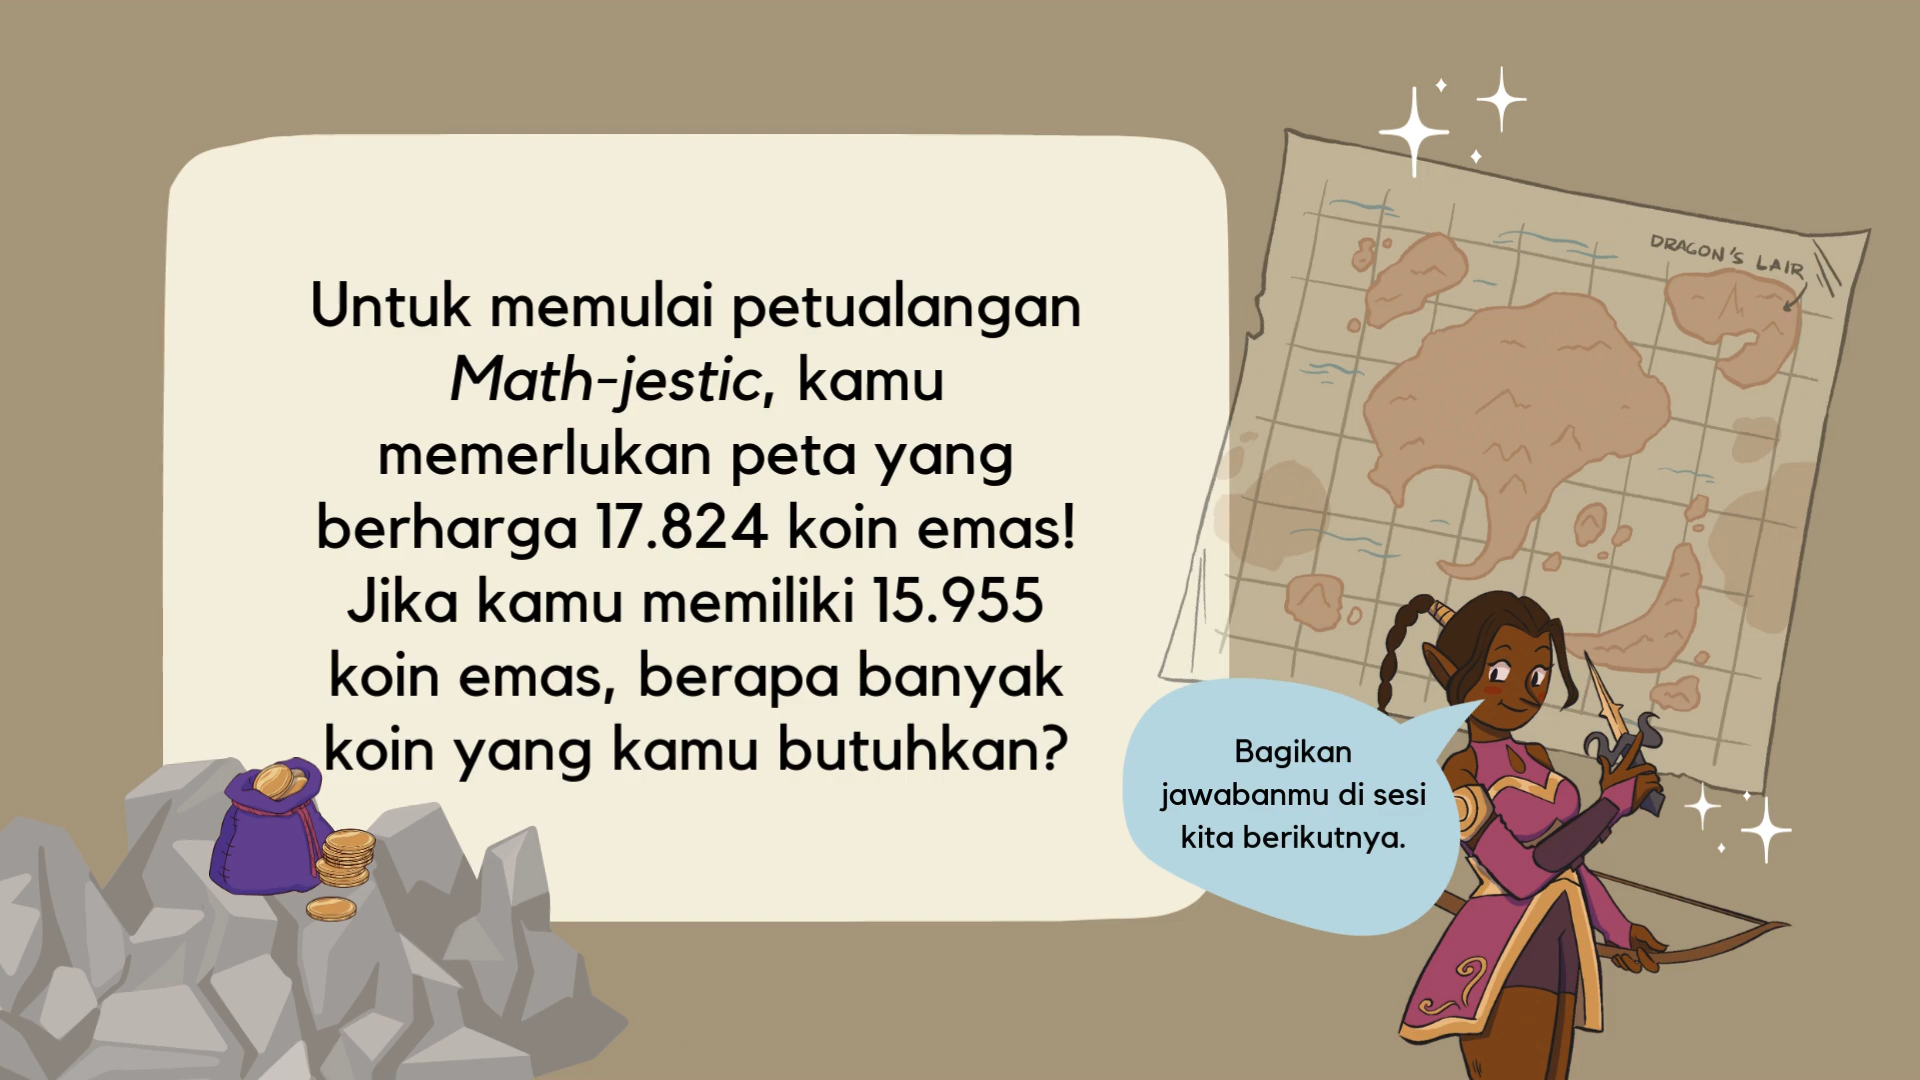 Untuk memulai petualangan
Math-jestic, kamu
memerlukan peta yang
berharga 17.824 koin emas!
Jika kamu memiliki 15.955
koin emas, berapa banyak
koin yang kamu butuhkan?
DRAGON'S LAIR
Bagikan
jawabanmu di sesi
kita berikutnya.